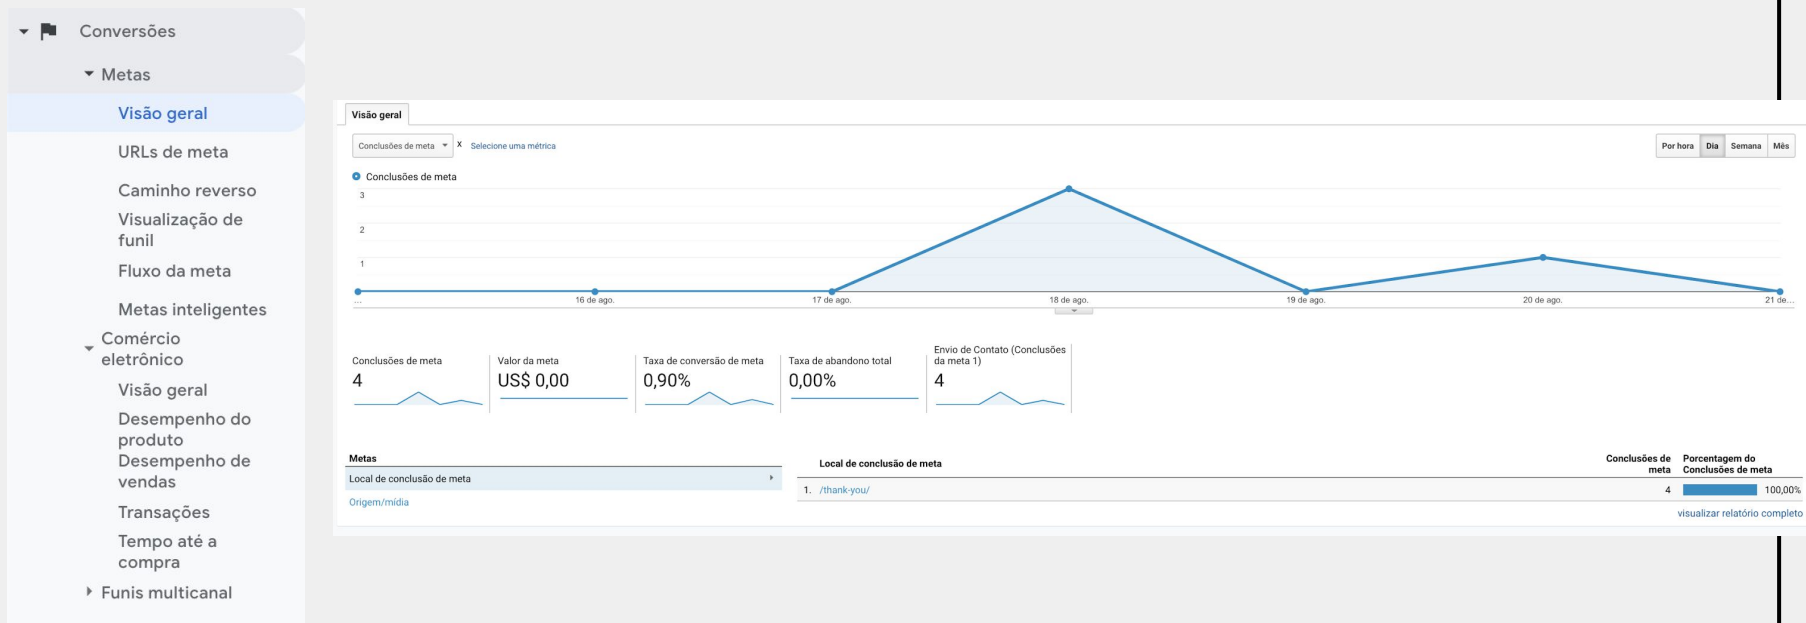 Conversões
Metas
Visão geral
URLs de meta
Caminho reverso
Visualização de
funil
Fluxo da meta
Metas inteligentes
Comércio
eletrônico
Visão geral
Desempenho do
produto
Desempenho de
vendas
Transações
Tempo até a
compra
Funis multicanal
Visão geral
Conclusões de meta X Selecione uma métrica
Por hora Dia Semana Mês
Conclusões de meta
3
2
1
... 16 de ago. 17 de ago. 18 de ago. 19 de ago. 20 de ago. 21 de...
Conclusões de meta
4
Valor da meta
US$ 0,00
Taxa de conversão de meta
0,90%
Taxa de abandono total
0,00%
Envio de Contato (Conclusões
da meta 1)
4
Metas
Local de conclusão de meta
Origem/mídia
Local de conclusão de meta
Conclusões de
meta
Porcentagem do
Conclusões de meta
1. /thank-you/ 4 100,00%
visualizar relatório completo